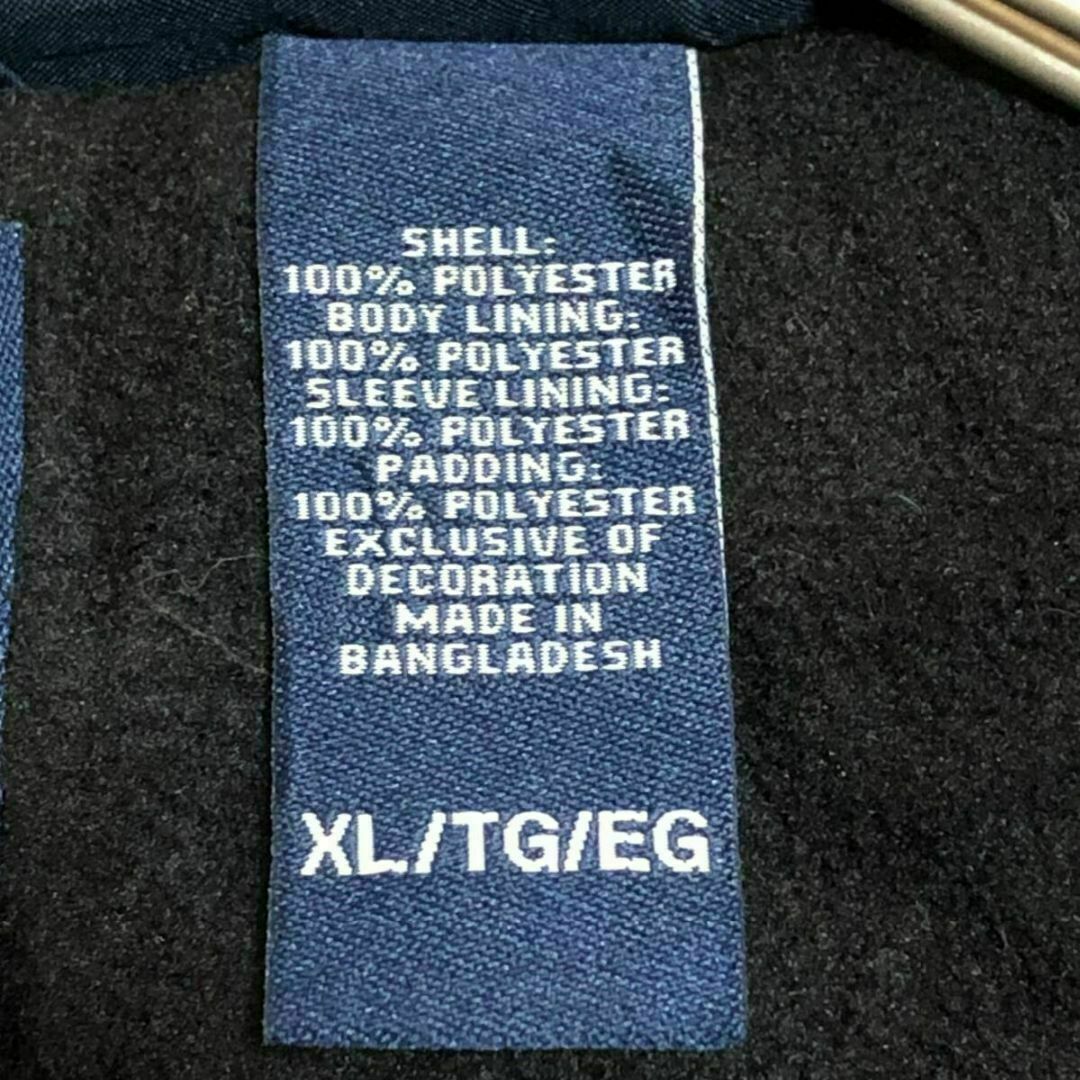 SHELL:
100% POLYESTER
BODY LINING:
100% POLYESTER
SLEEVE LINING:
100% POLYESTER
PADDING:
100% POLYESTER
EXCLUSIVE OF
DECORATION
MADE IN
BANGLADESH
XL/TG/EG